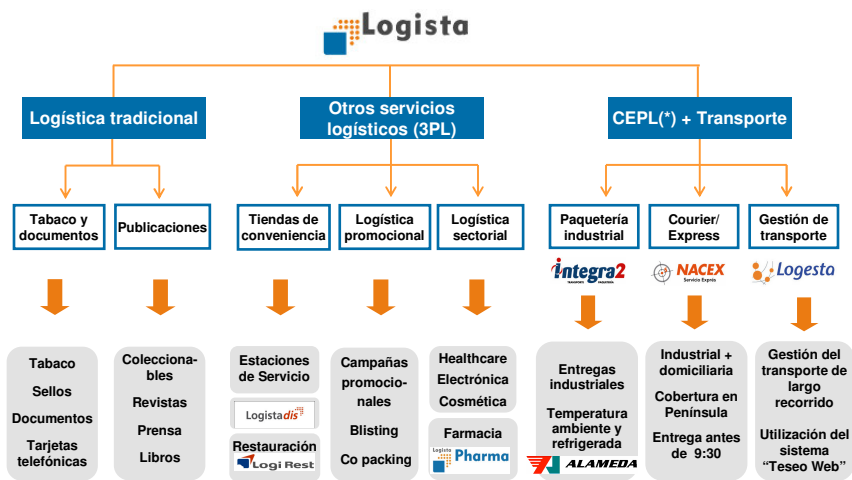 Logista
Logística tradicional
Otros servicios
logísticos (3PL)
CEPL(*) + Transporte
Tabaco y
documentos
Publicaciones
Tiendas de
conveniencia
Logística
promocional
Logística
sectorial
Paquetería
industrial
Courier/
Express
Gestión de
transporte
integra2
TRANSPORTE PAQUETERÍA
NACEX
Servicio Exprés
Logesta
Tabaco
Sellos
Documentos
Tarjetas
telefónicas
Colecciona-
bles
Revistas
Prensa
Libros
Estaciones
de Servicio
Logistadis
Restauración
LogiRest
Campañas
promocio-
nales
Blisting
Co packing
Healthcare
Electrónica
Cosmética
Farmacia
Logista
Pharma
Entregas
industriales
Temperatura
ambiente y
refrigerada
ALAMEDA
Industrial +
domiciliaria
Cobertura en
Península
Entrega antes
de 9:30
Gestión del
transporte de
largo
recorrido
Utilización del
sistema
“Teseo Web”